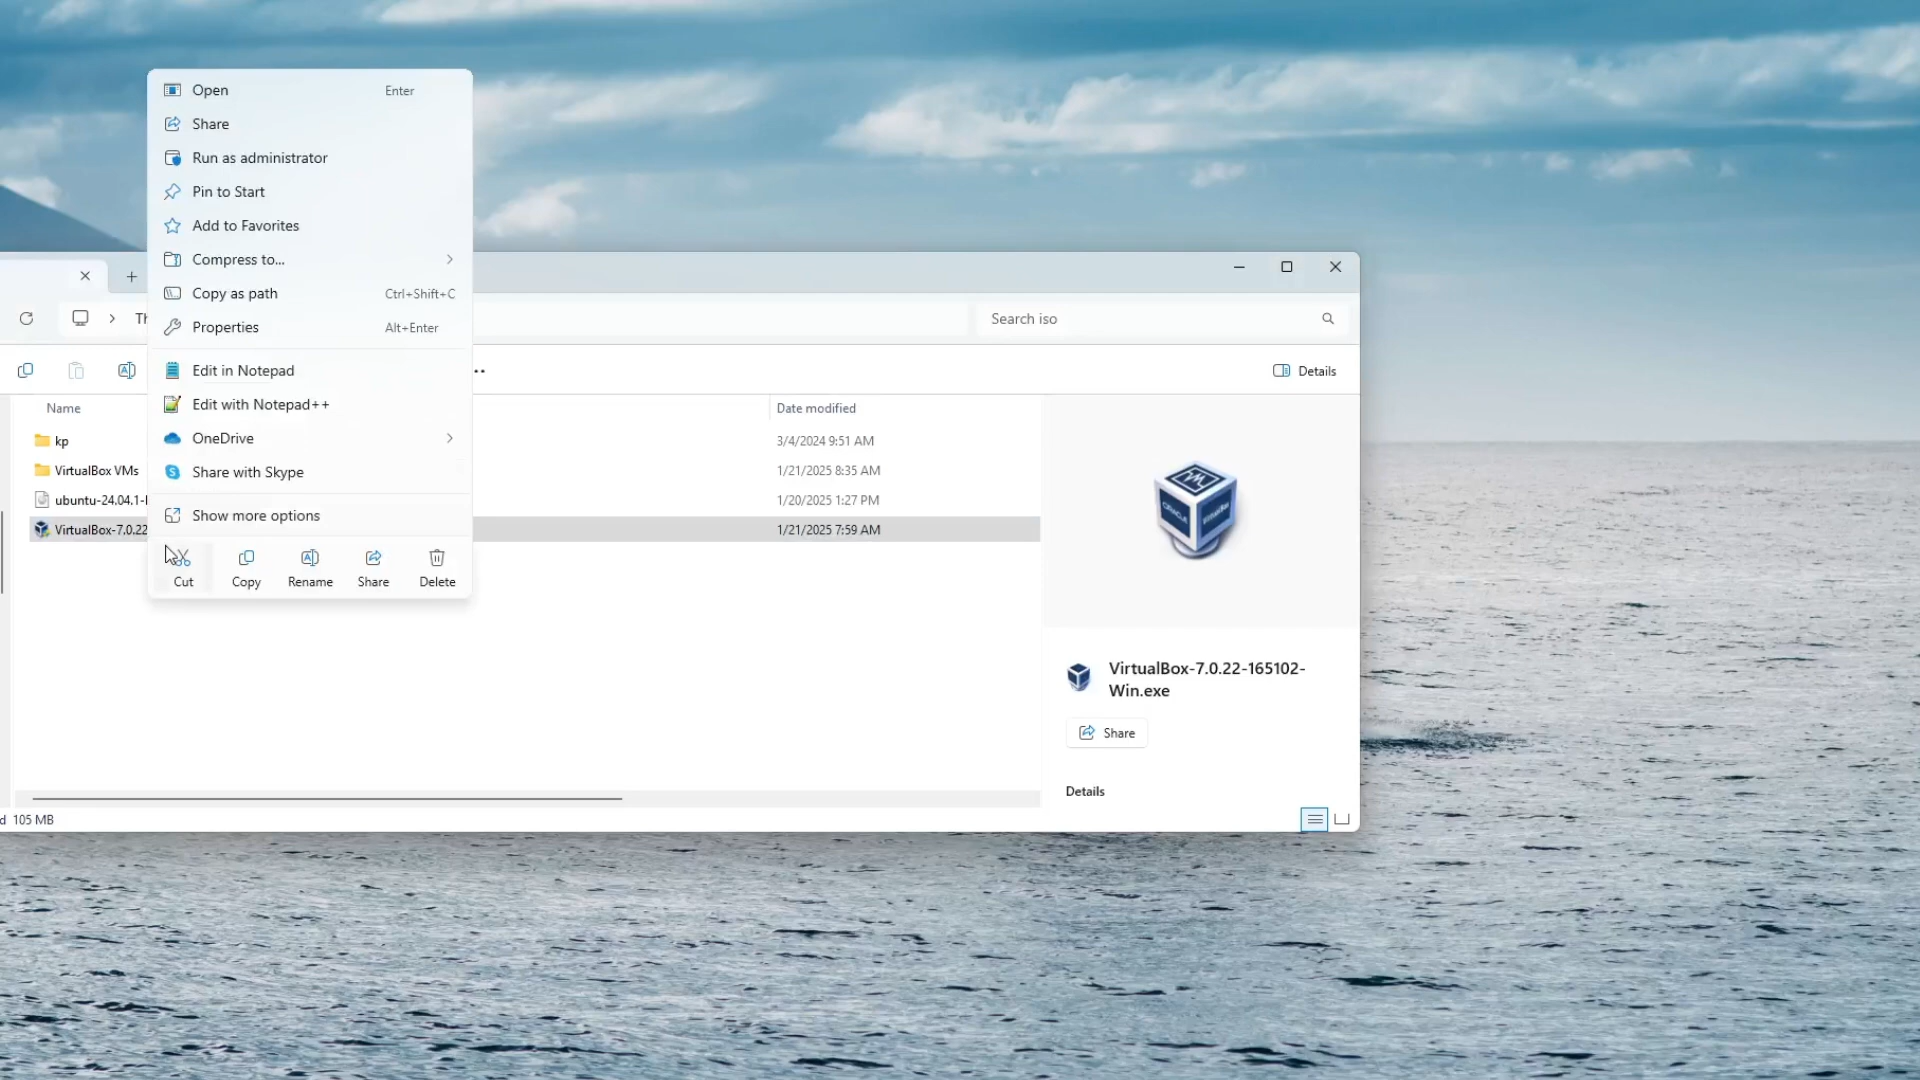 Open Enter
Share
Run as administrator
Pin to Start
Add to Favorites
Compress to...
Copy as path Ctrl+Shift+C
Properties Alt+Enter
Edit in Notepad
Edit with Notepad++
OneDrive
Share with Skype
Show more options
Cut Copy Rename Share Delete
Search iso
Details
Name Date modified
kp 3/4/2024 9:51 AM
VirtualBox VMs 1/21/2025 8:35 AM
ubuntu-24.04.1- 1/20/2025 1:27 PM
VirtualBox-7.0.22 1/21/2025 7:59 AM
ORACLE VirtualBox
VirtualBox-7.0.22-165102-
Win.exe
Share
Details
d 105 MB